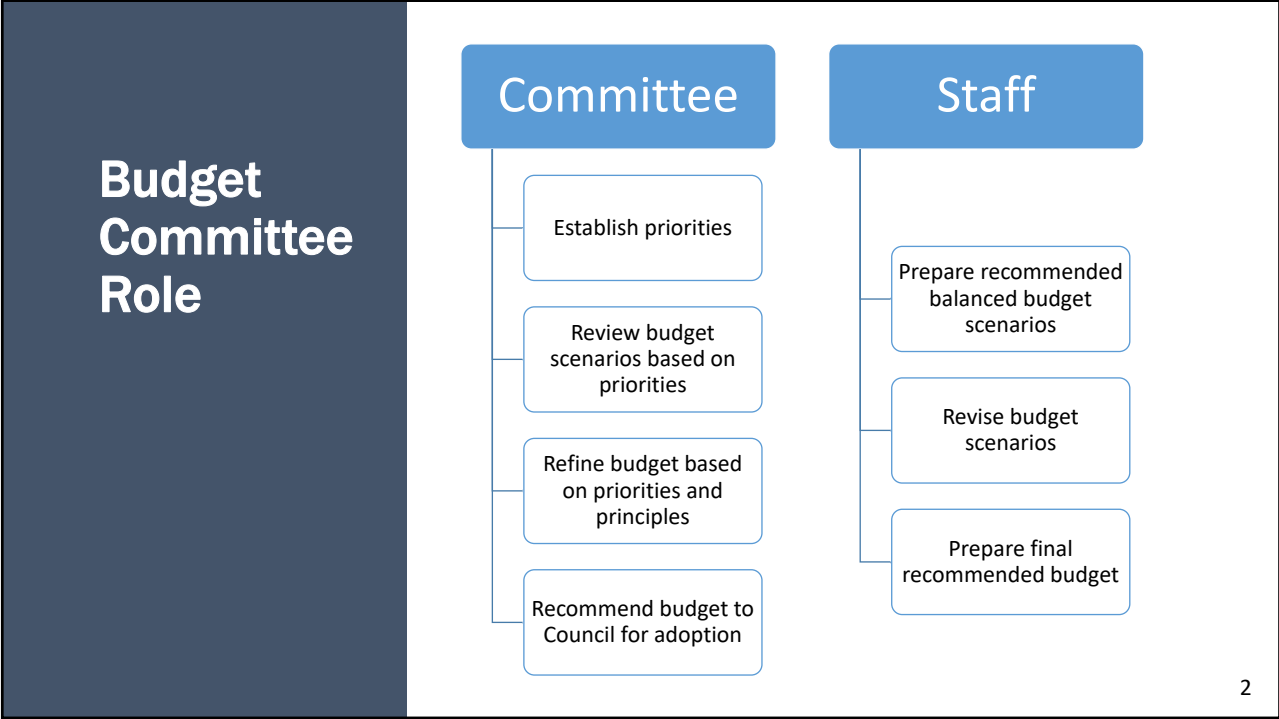 Budget
Committee
Role
Committee
Establish priorities
Review budget
scenarios based on
priorities
Refine budget based
on priorities and
principles
Recommend budget to
Council for adoption
Staff
Prepare recommended
balanced budget
scenarios
Revise budget
scenarios
Prepare final
recommended budget
2